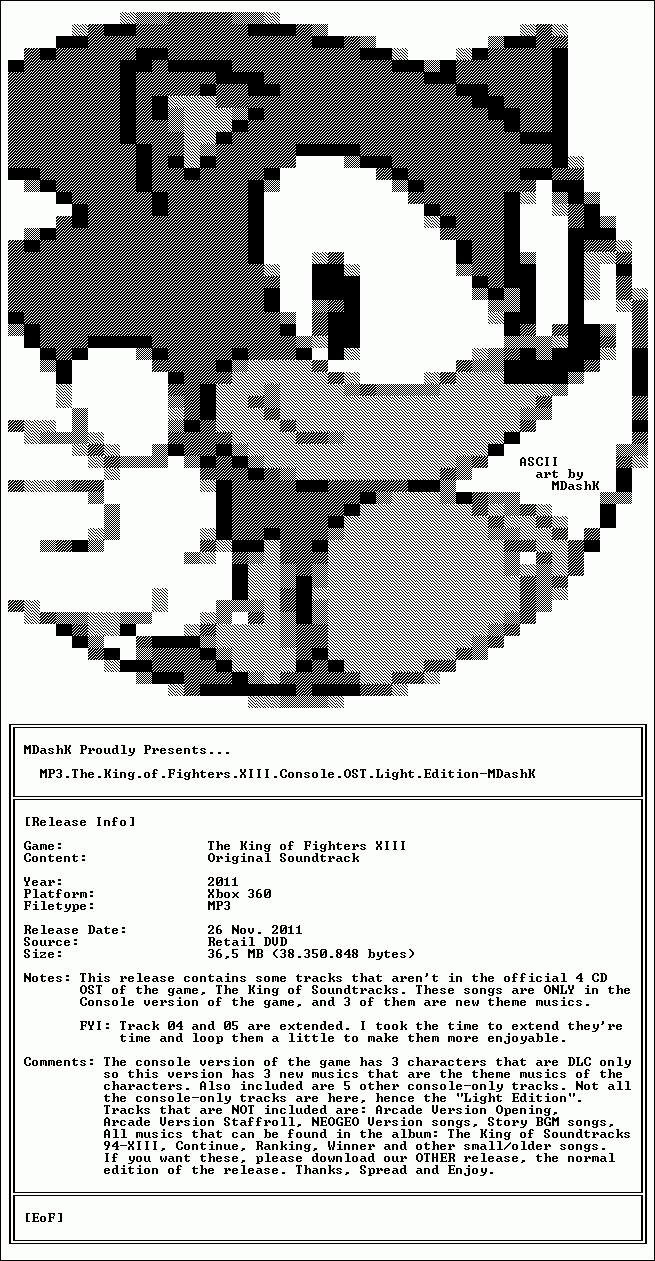 ASCII
art by
MDashK
MDashK Proudly Presents...
MP3.The.King.of.Fighters.XIII.Console.OST.Light.Edition-MDashK
[Release Info]
Game: The King of Fighters XIII
Content: Original Soundtrack
Year: 2011
Platform: Xbox 360
Filetype: MP3
Release Date: 26 Nov. 2011
Source: Retail DVD
Size: 36,5 MB (38.350.848 bytes)
Notes: This release contains some tracks that aren't in the official 4 CD
OST of the game, The King of Soundtracks. These songs are ONLY in the
Console version of the game, and 3 of them are new theme musics.
FYI: Track 04 and 05 are extended. I took the time to extend they're
time and loop them a little to make them more enjoyable.
Comments: The console version of the game has 3 characters that are DLC only
so this version has 3 new musics that are the theme musics of the
characters. Also included are 5 other console-only tracks. Not all
the console-only tracks are here, hence the "Light Edition".
Tracks that are NOT included are: Arcade Version Opening,
Arcade Version Staffroll, NEOGEO Version songs, Story BGM songs,
All musics that can be found in the album: The King of Soundtracks
94-XIII, Continue, Ranking, Winner and other small/older songs.
If you want these, please download our OTHER release, the normal
edition of the release. Thanks, Spread and Enjoy.
[EoF]